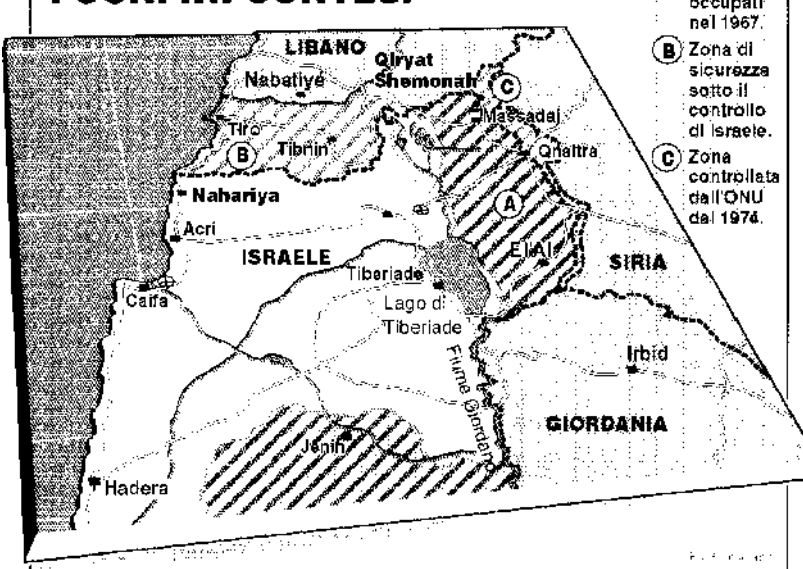 I CONFINI CONTESI
occupati
nel 1967.
B Zona di
sicurezza
sotto il
controllo
di Israele.
C Zona
controllata
dall'ONU
dal 1974.
LIBANO
Qiryat
Shemonah
Nabatiye
C
Massadaj
Tiro
B
Tibnin
Qnaitra
Nahariya
A
Acri
ISRAELE
El Al
SIRIA
Tiberiade
Caifa
Lago di
Tiberiade
Irbid
Fiume Giordano
GIORDANIA
Jenin
Hadera